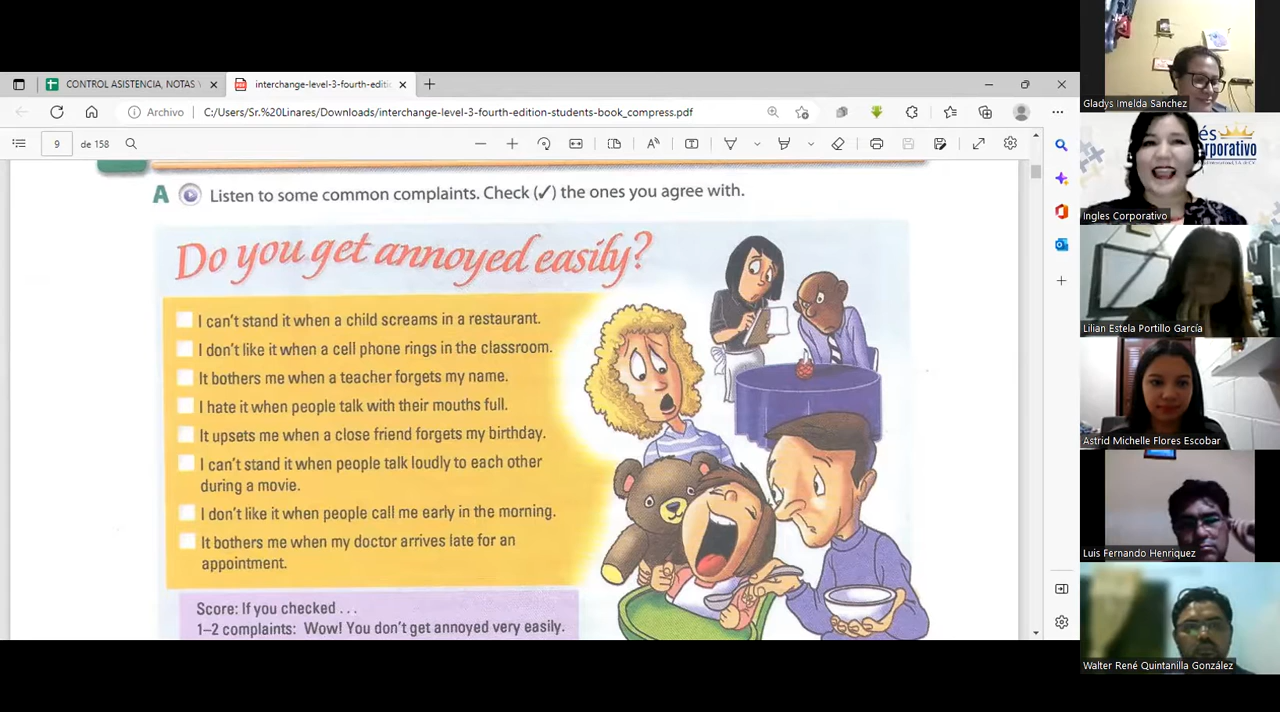 CONTROL ASISTENCIA, NOTAS
interchange-level-3-fourth-editi
Archivo
C:/Users/Sr.%20Linares/Downloads/interchange-level-3-fourth-edition-students-book_compress.pdf
9 de 158
A Listen to some common complaints. Check (✓) the ones you agree with.
Do you get annoyed easily?
I can't stand it when a child screams in a restaurant.
I don't like it when a cell phone rings in the classroom.
It bothers me when a teacher forgets my name.
I hate it when people talk with their mouths full.
It upsets me when a close friend forgets my birthday.
I can't stand it when people talk loudly to each other
during a movie.
I don't like it when people call me early in the morning.
It bothers me when my doctor arrives late for an
appointment.
Score: If you checked . . .
1–2 complaints: Wow! You don't get annoyed very easily.
Gladys Imelda Sanchez
és
rporativo
Ingles Corporativo
Lilian Estela Portillo García
Astrid Michelle Flores Escobar
Luis Fernando Henriquez
Walter René Quintanilla González